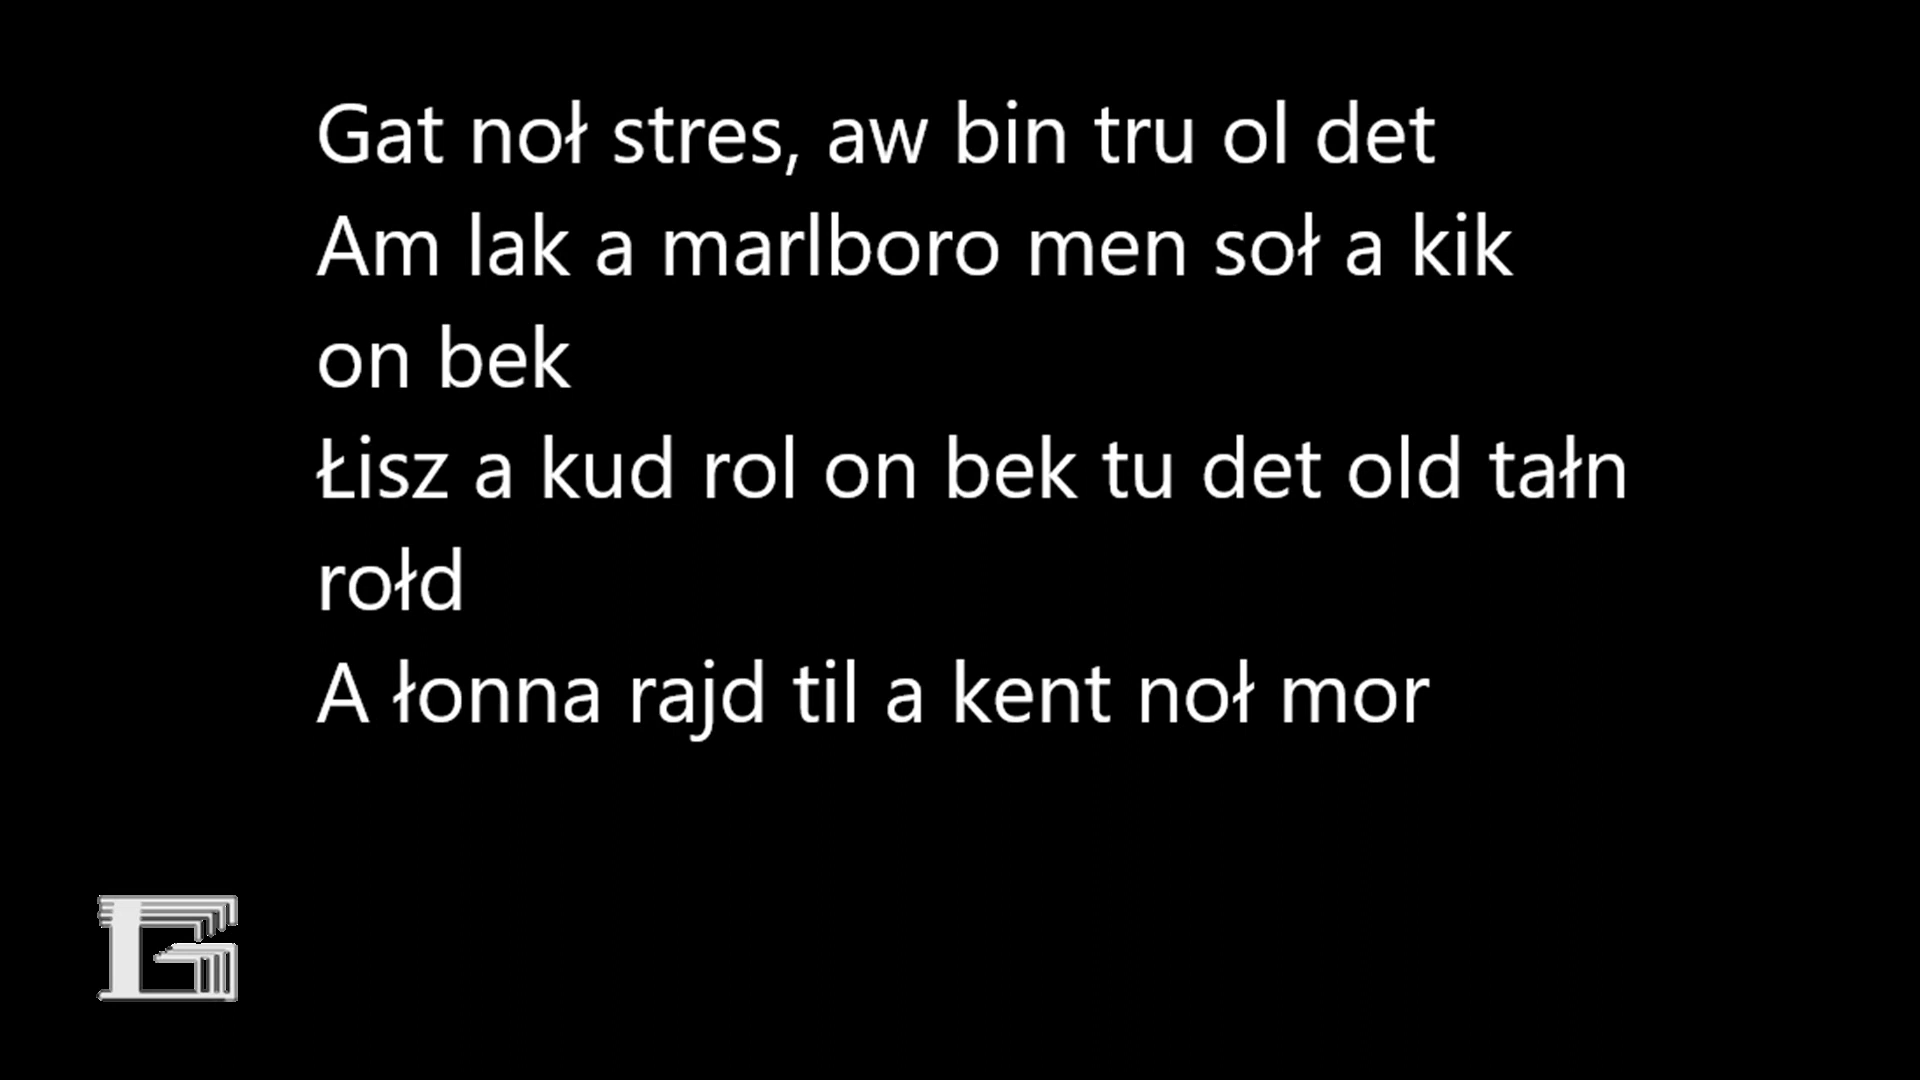 Gat noł stres, aw bin tru ol det
Am lak a marlboro men soł a kik
on bek
Łisz a kud rol on bek tu det old tałn
rołd
A łonna rajd til a kent noł mor